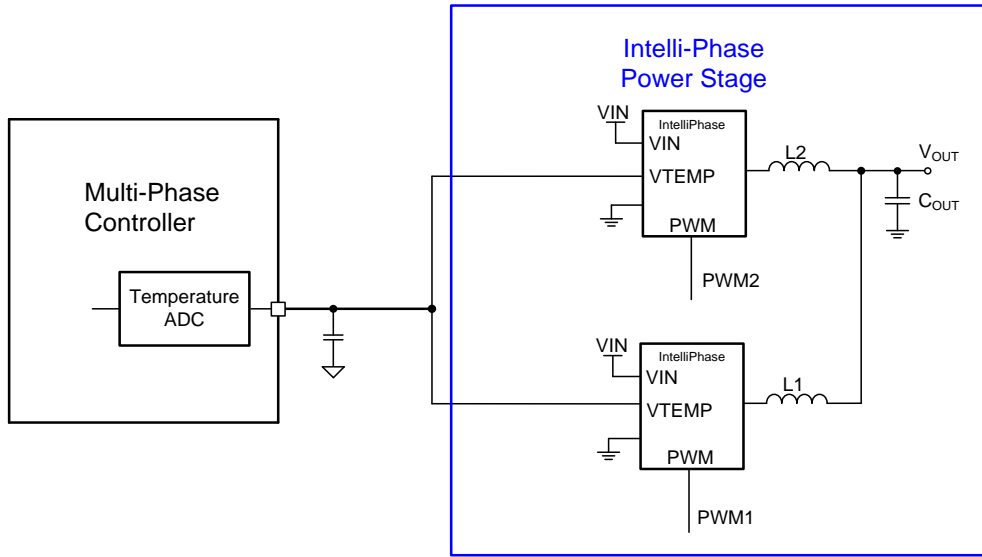 Intelli-Phase
Power Stage
Multi-Phase
Controller
Temperature
ADC
VIN
IntelliPhase
VIN
VTEMP
PWM
PWM2
L2
VOUT
COUT
VIN
IntelliPhase
VIN
VTEMP
PWM
PWM1
L1